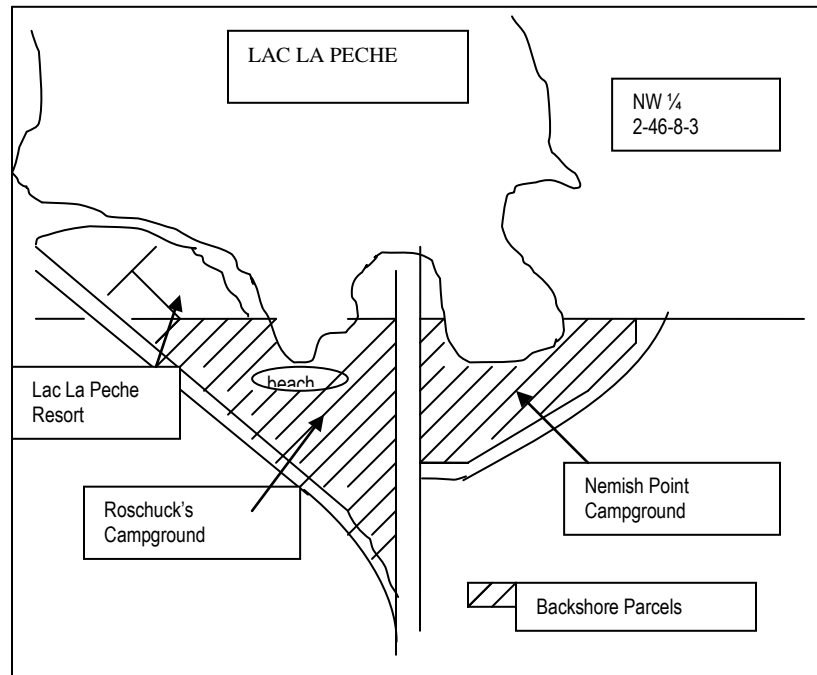 LAC LA PECHE
NW ¼
2-46-8-3
beach
Lac La Peche
Resort
Roschuck's
Campground
Nemish Point
Campground
Backshore Parcels